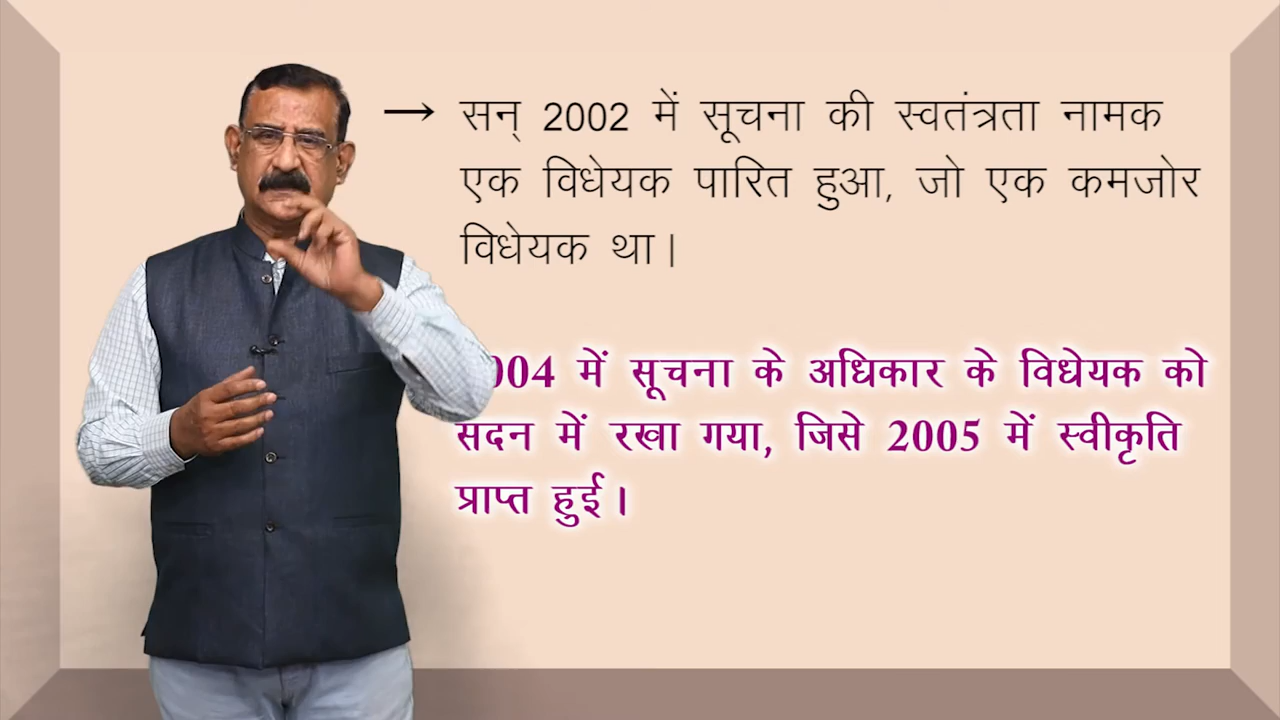 → सन् 2002 में सूचना की स्वतंत्रता नामक
एक विधेयक पारित हुआ, जो एक कमजोर
विधेयक था।
004 में सूचना के अधिकार के विधेयक को
सदन में रखा गया, जिसे 2005 में स्वीकृति
प्राप्त हुई।